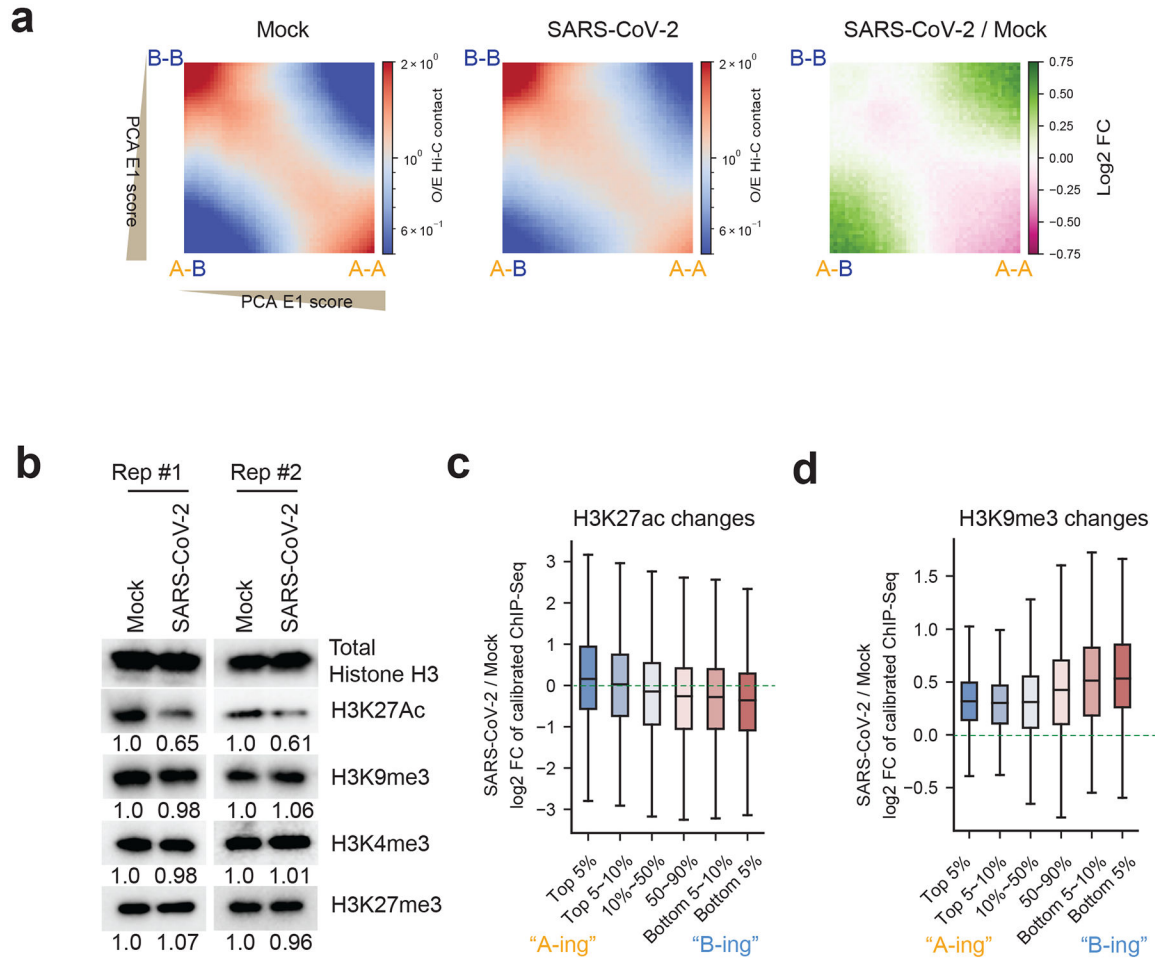 a
Mock
SARS-CoV-2
SARS-CoV-2 / Mock
B-B
B-B
B-B
PCA E1 score
2 × 10⁰
10⁰
6 × 10⁻¹
O/E Hi-C contact
2 × 10⁰
10⁰
6 × 10⁻¹
O/E Hi-C contact
0.75
0.50
0.25
0.00
−0.25
−0.50
−0.75
Log2 FC
A-B
A-A
A-B
A-A
A-B
A-A
PCA E1 score
b
Rep #1
Rep #2
Mock
SARS-CoV-2
Mock
SARS-CoV-2
Total
Histone H3
H3K27Ac
1.0 0.65 1.0 0.61
H3K9me3
1.0 0.98 1.0 1.06
H3K4me3
1.0 0.98 1.0 1.01
H3K27me3
1.0 1.07 1.0 0.96
c
H3K27ac changes
SARS-CoV-2 / Mock
log2 FC of calibrated ChIP-Seq
3
2
1
0
−1
−2
−3
Top 5%
Top 5~10%
10%~50%
50~90%
Bottom 5~10%
Bottom 5%
“A-ing”
“B-ing”
d
H3K9me3 changes
SARS-CoV-2 / Mock
log2 FC of calibrated ChIP-Seq
1.5
1.0
0.5
0.0
−0.5
Top 5%
Top 5~10%
10%~50%
50~90%
Bottom 5~10%
Bottom 5%
“A-ing”
“B-ing”